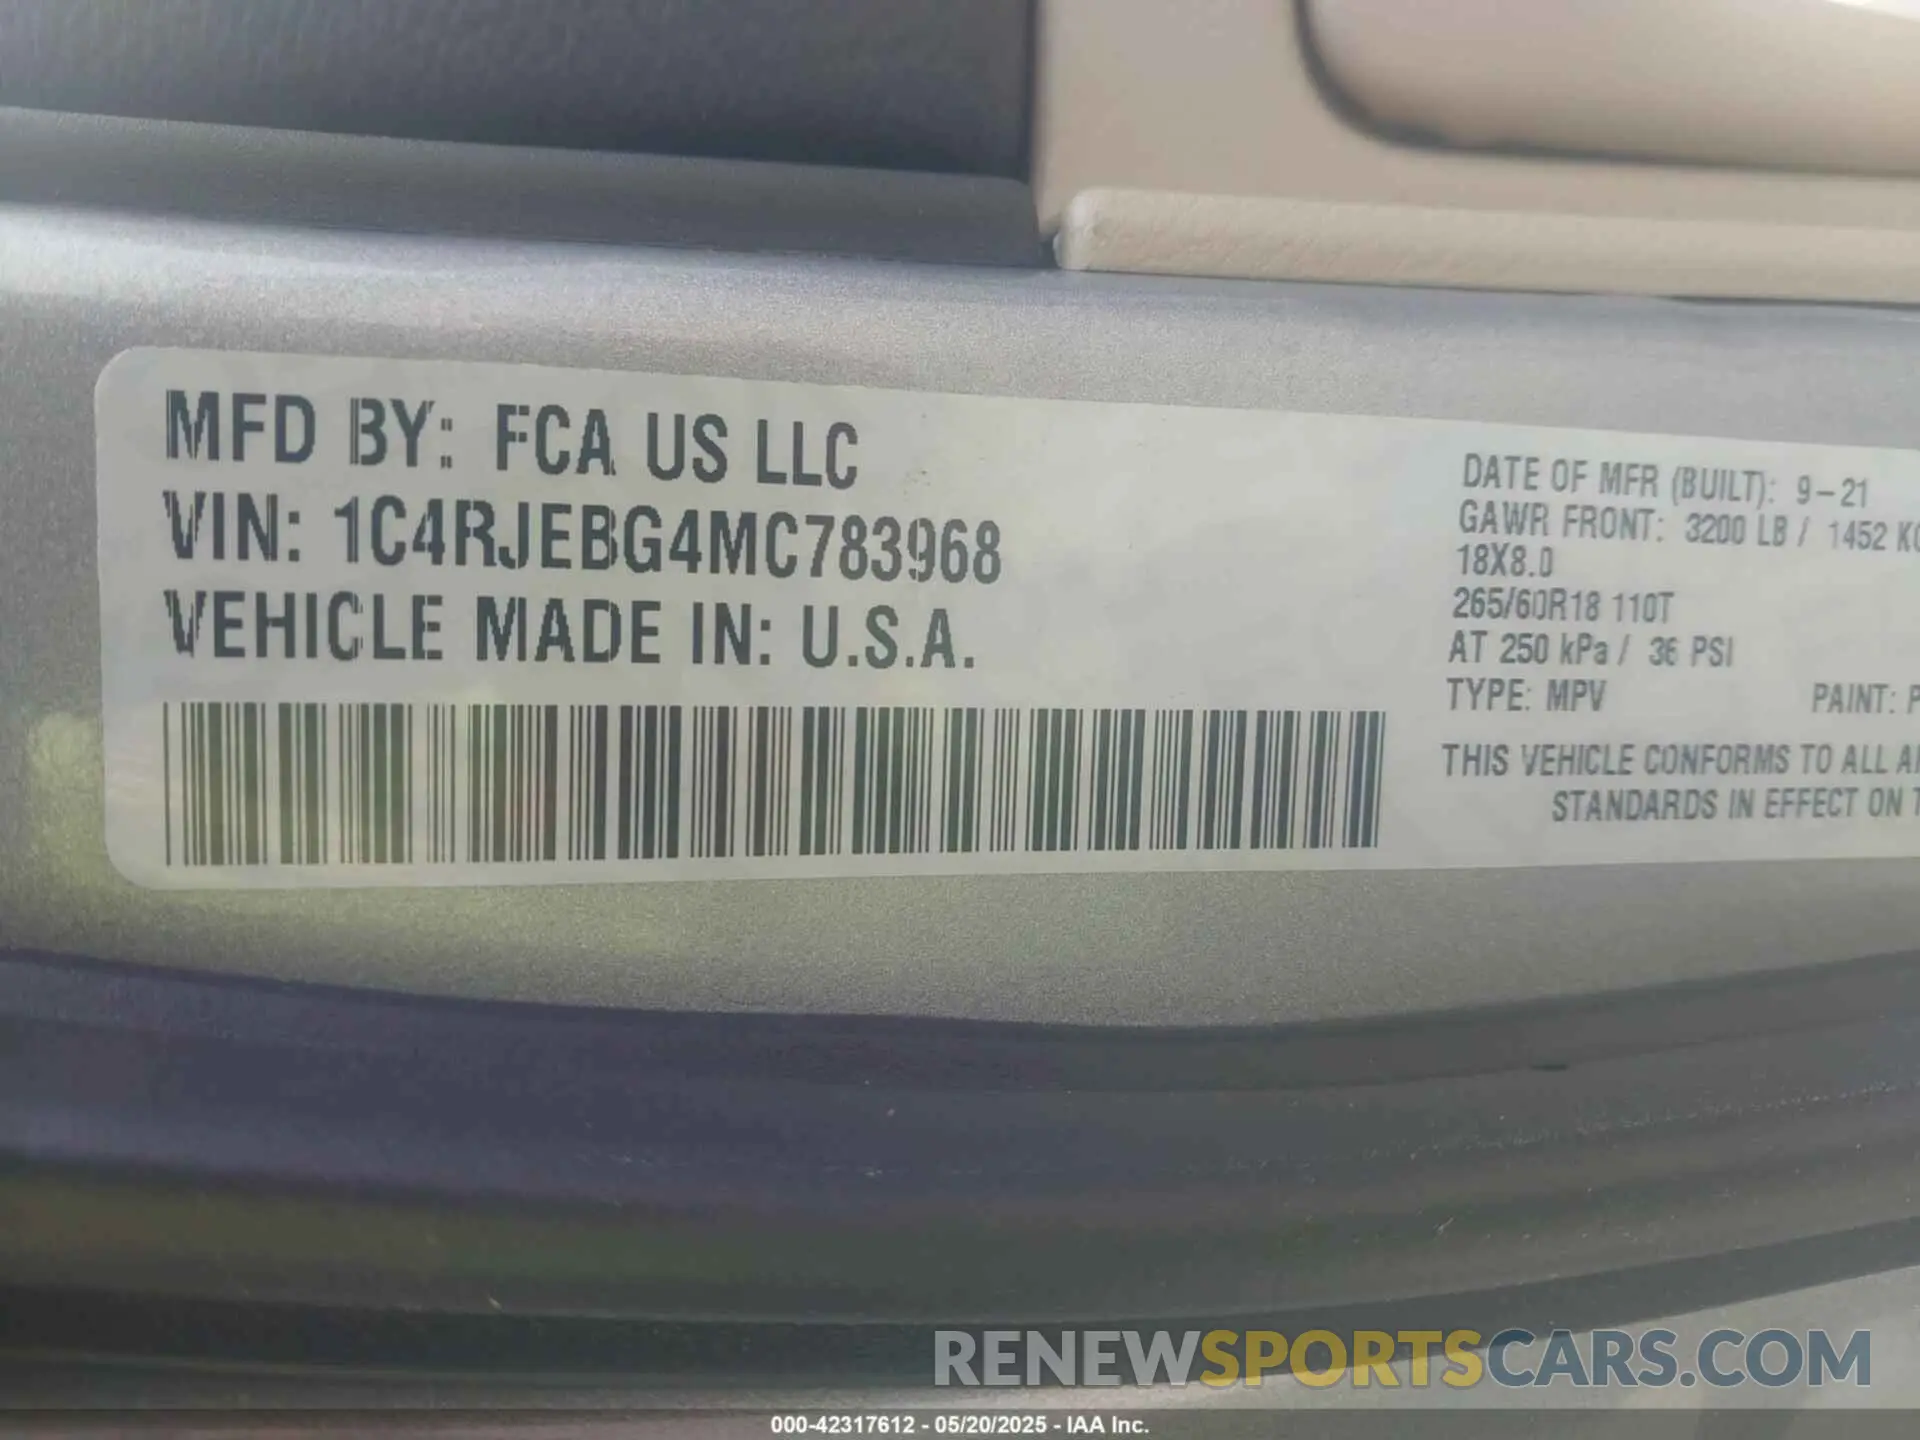 MFD BY: FCA US LLC
VIN: 1C4RJEBG4MC783968
VEHICLE MADE IN: U.S.A.
DATE OF MFR (BUILT): 9-21
GAWR FRONT: 3200 LB / 1452 KG
18X8.0
265/60R18 110T
AT 250 kPa / 36 PSI
TYPE: MPV PAINT: P
THIS VEHICLE CONFORMS TO ALL
STANDARDS IN EFFECT ON
RENEWSPORTSCARS.COM
000-42317612 - 05/20/2025 - IAA Inc.